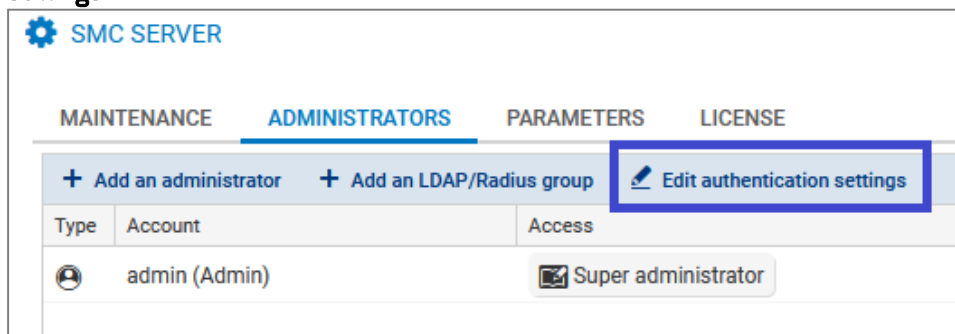 SMC SERVER
MAINTENANCE ADMINISTRATORS PARAMETERS LICENSE
+ Add an administrator + Add an LDAP/Radius group Edit authentication settings
Type Account Access
admin (Admin) Super administrator